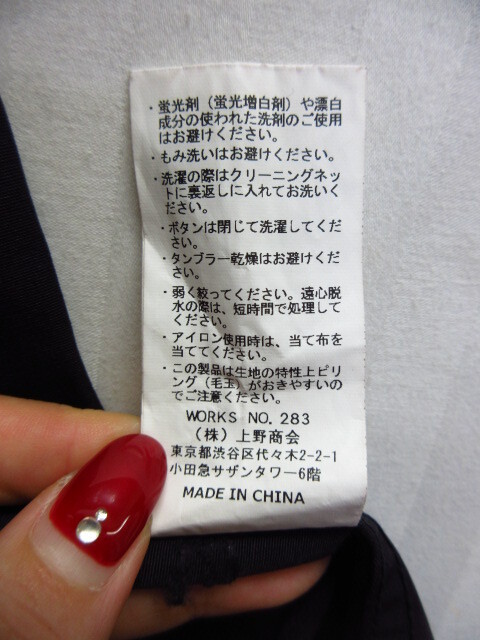 ・蛍光剤（蛍光増白剤）や漂白
成分の使われた洗剤のご使用
はお避けください。
・もみ洗いはお避けください。
・洗濯の際はクリーニングネッ
トに裏返しに入れてお洗いく
ださい。
・ボタンは閉じて洗濯してくだ
さい。
・タンブラー乾燥はお避けくだ
さい。
・弱く絞ってください。遠心脱
水の際は、短時間で処理して
ください。
・アイロン使用時は、当て布を
当ててください。
・この製品は生地の特性上ピリ
ング（毛玉）がおきやすいの
でご注意ください。
WORKS NO. 283
（株）上野商会
東京都渋谷区代々木2-2-1
小田急サザンタワー6階
MADE IN CHINA